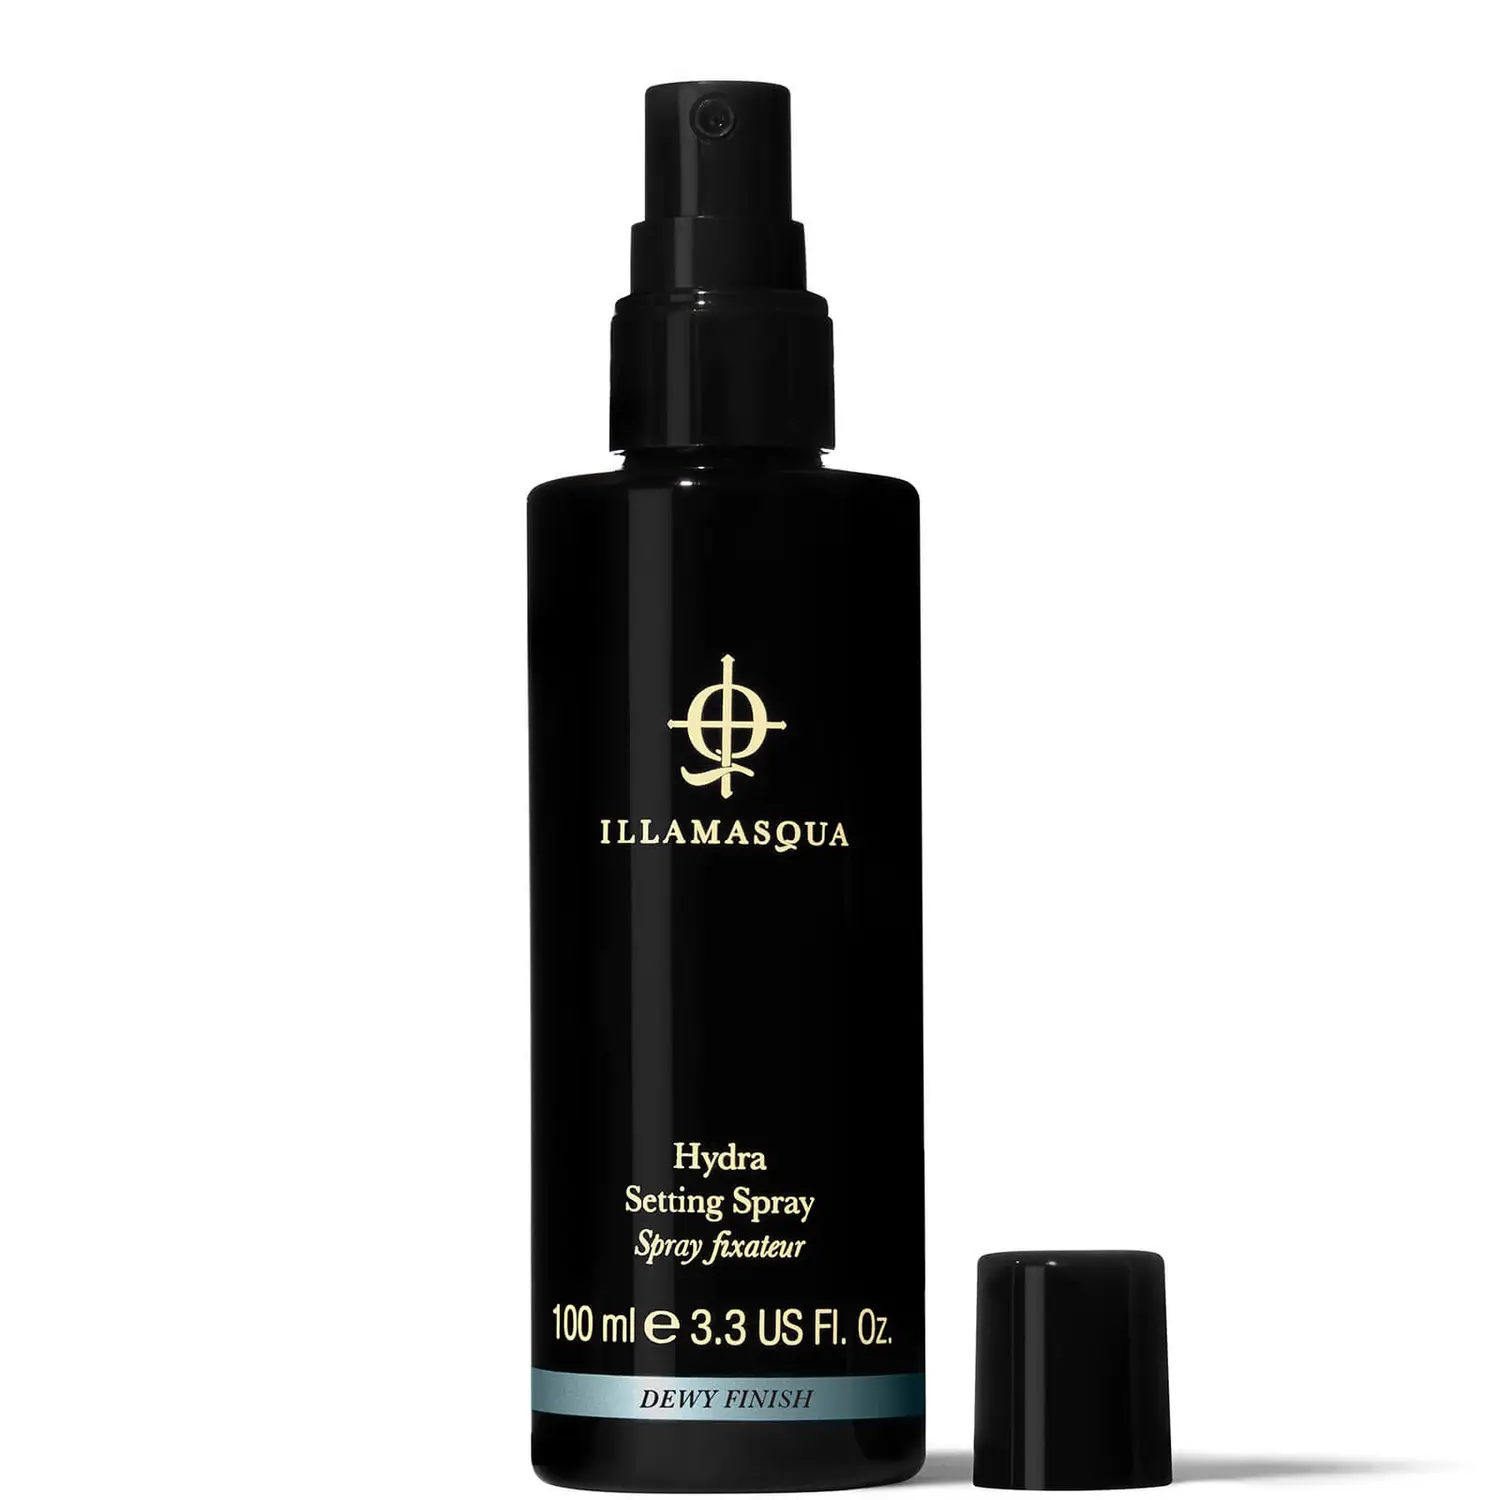 ILLAMASQUA
Hydra
Setting Spray
Spray fixateur
100 ml ℮ 3.3 US Fl. Oz.
DEWY FINISH